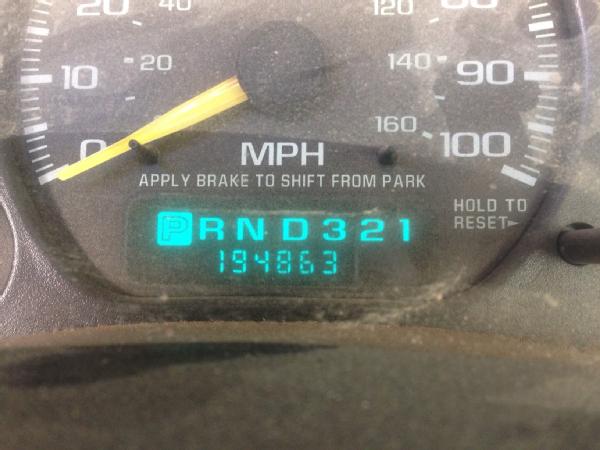 20 40 120 80
10 20 140 90
0 160 100
MPH
APPLY BRAKE TO SHIFT FROM PARK
HOLD TO
RESET
P R N D 3 2 1
194863